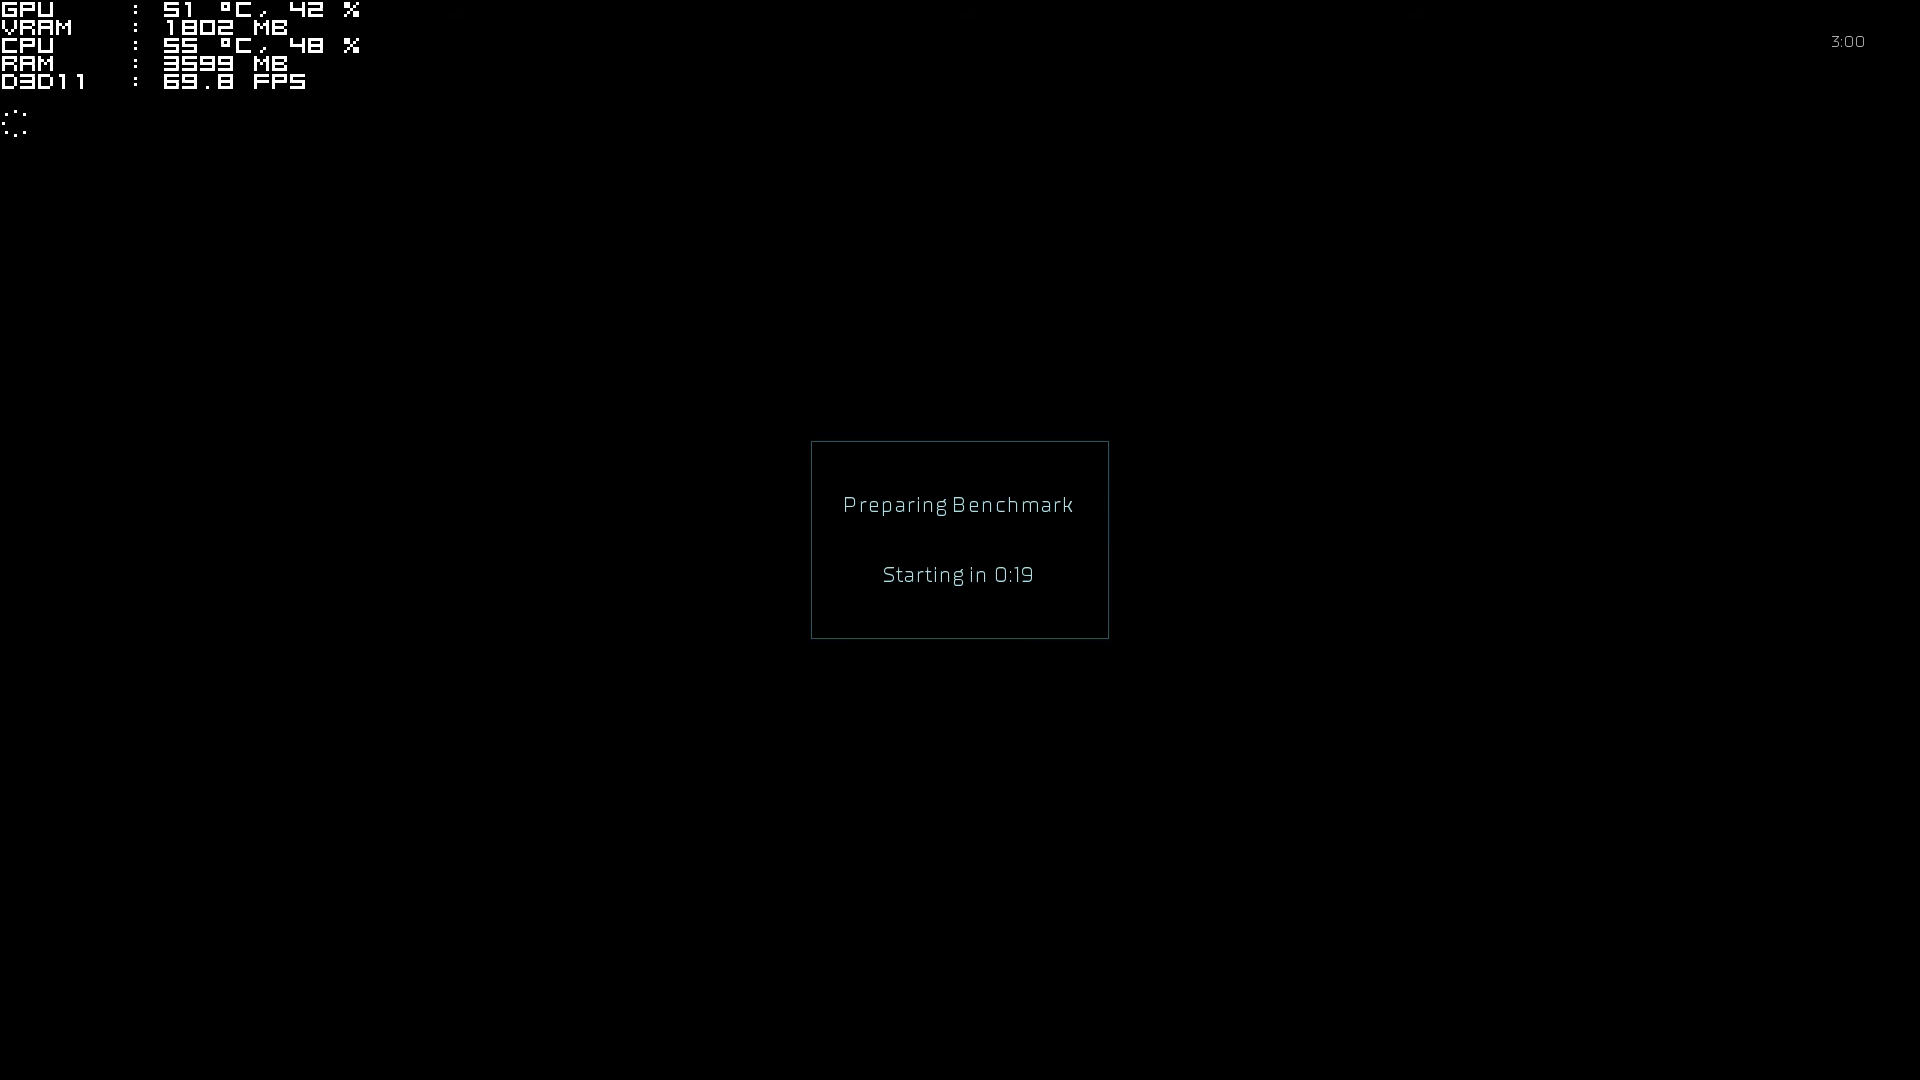 GPU : 51 °C, 42 %
VRAM : 1802 MB
CPU : 55 °C, 48 %
RAM : 3599 MB
D3D11 : 69.8 FPS
3:00
Preparing Benchmark
Starting in 0:19